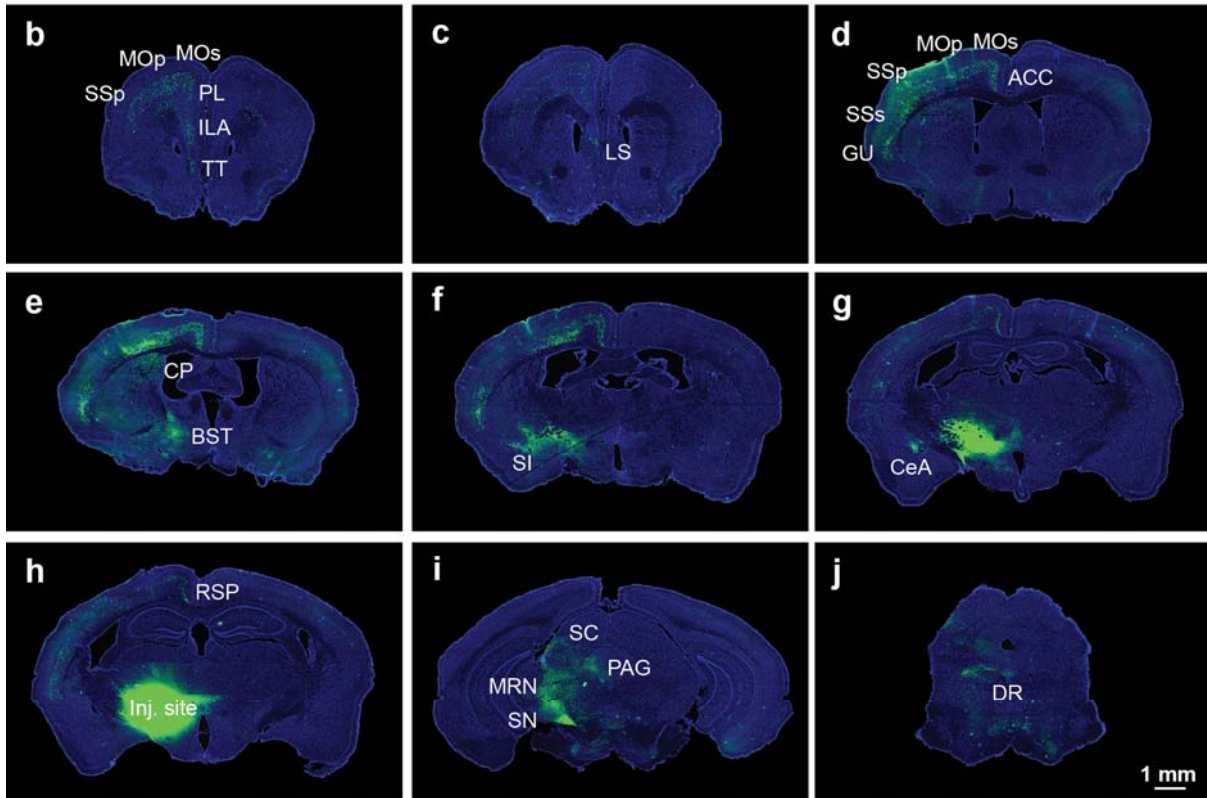 b
MOp
MOs
SSp
PL
ILA
TT
c
LS
d
MOp
MOs
SSp
ACC
SSs
GU
e
CP
BST
f
SI
g
CeA
h
RSP
Inj. site
i
SC
PAG
MRN
SN
j
DR
1 mm